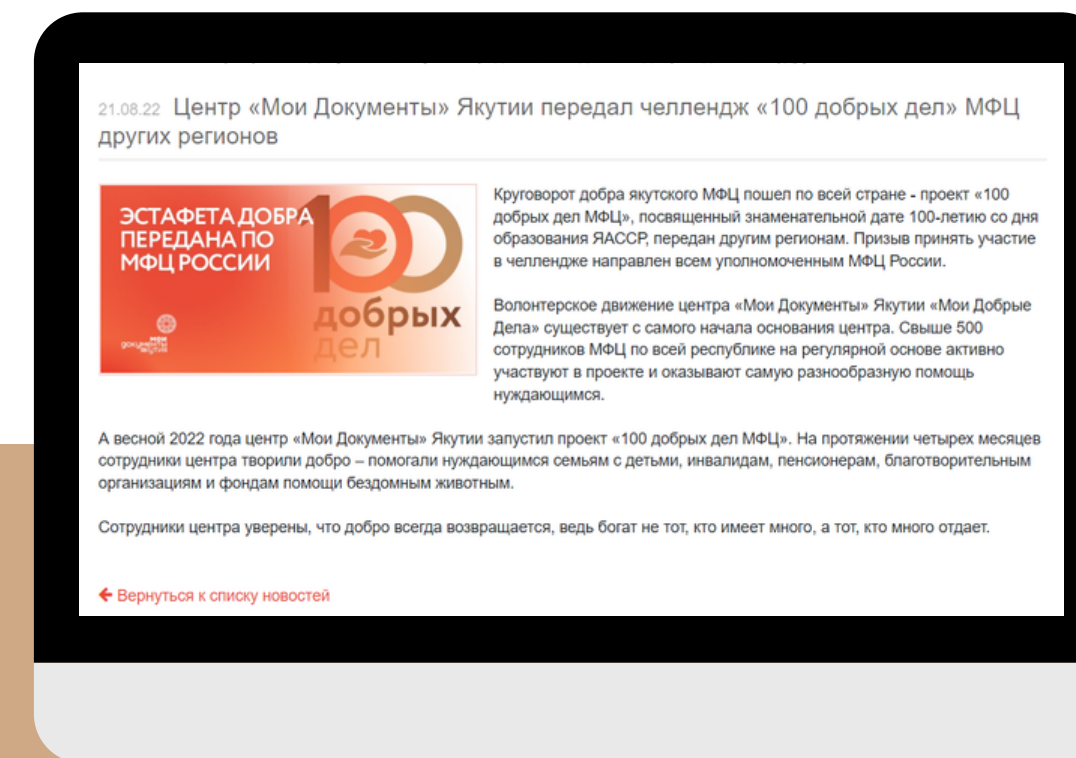 21.08.22 Центр «Мои Документы» Якутии передал челлендж «100 добрых дел» МФЦ
других регионов
ЭСТАФЕТА ДОБРА
ПЕРЕДАНА ПО
МФЦ РОССИИ
100
добрых
дел
мои
документы
якутия
Круговорот добра якутского МФЦ пошел по всей стране - проект «100
добрых дел МФЦ», посвященный знаменательной дате 100-летию со дня
образования ЯАССР, передан другим регионам. Призыв принять участие
в челлендже направлен всем уполномоченным МФЦ России.
Волонтерское движение центра «Мои Документы» Якутии «Мои Добрые
Дела» существует с самого начала основания центра. Свыше 500
сотрудников МФЦ по всей республике на регулярной основе активно
участвуют в проекте и оказывают самую разнообразную помощь
нуждающимся.
А весной 2022 года центр «Мои Документы» Якутии запустил проект «100 добрых дел МФЦ». На протяжении четырех месяцев
сотрудники центра творили добро – помогали нуждающимся семьям с детьми, инвалидам, пенсионерам, благотворительным
организациям и фондам помощи бездомным животным.
Сотрудники центра уверены, что добро всегда возвращается, ведь богат не тот, кто имеет много, а тот, кто много отдает.
Вернуться к списку новостей